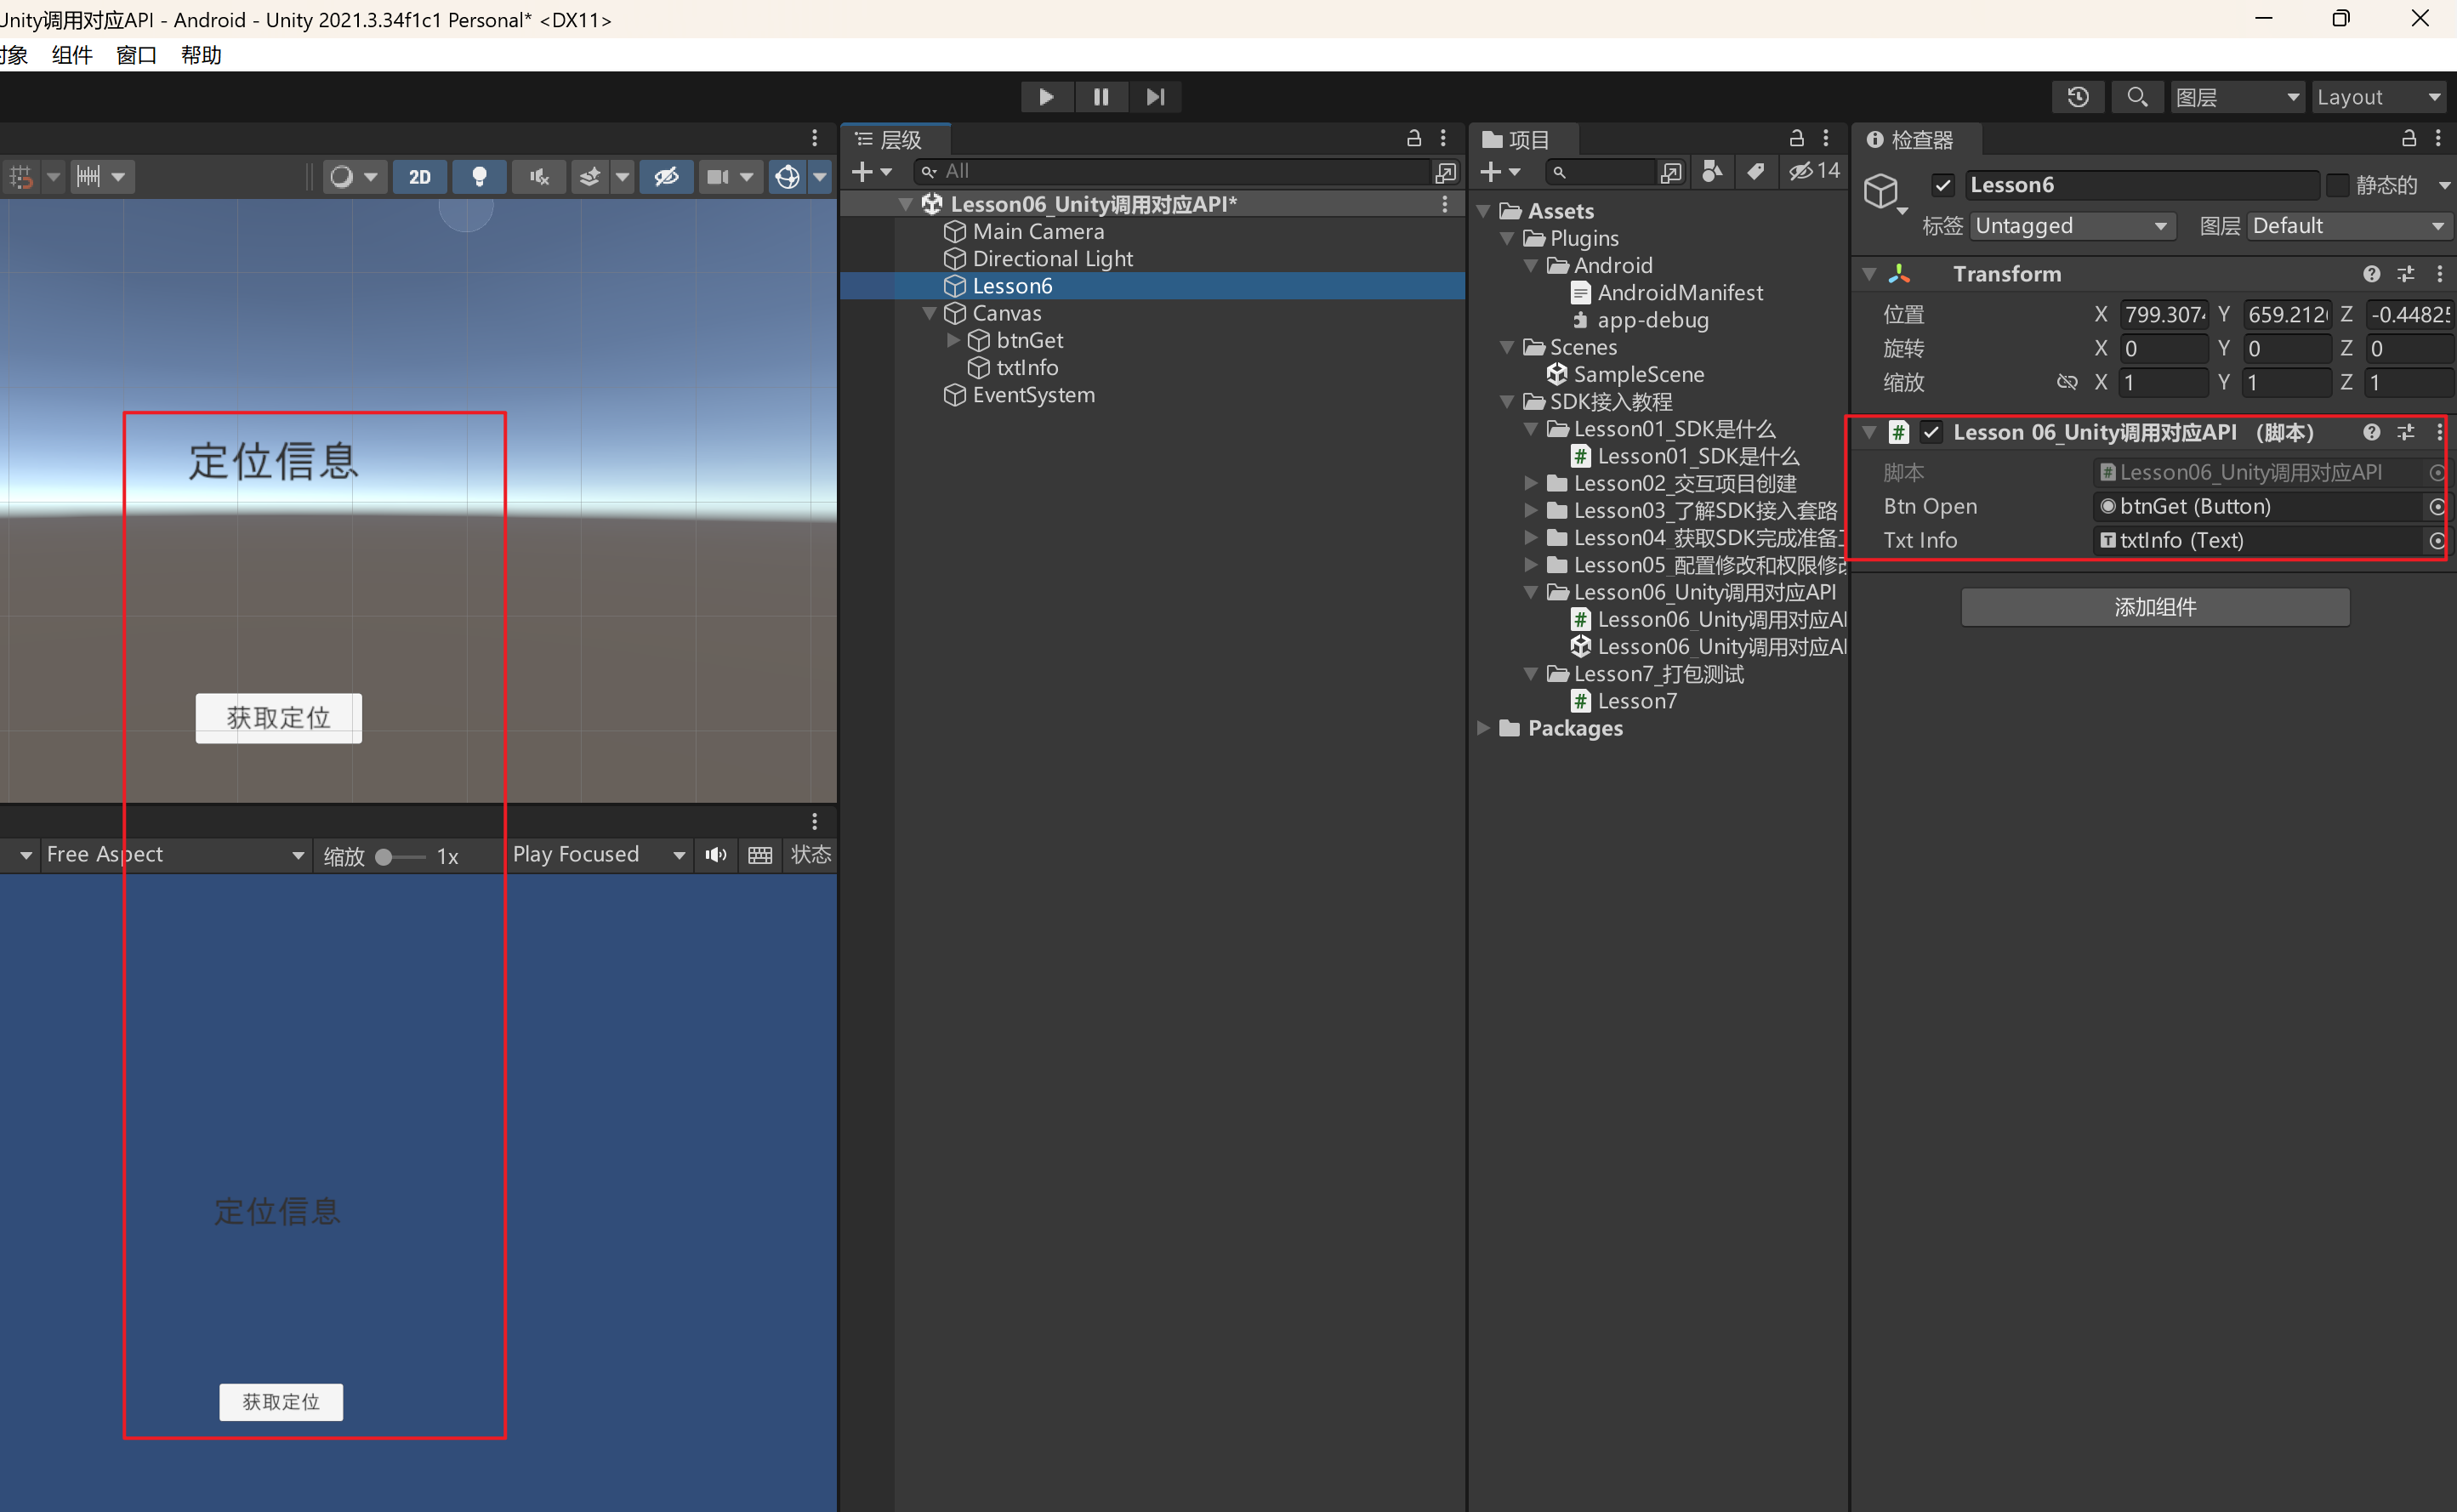 Unity调用对应API - Android - Unity 2021.3.34f1c1 Personal* <DX11>
对象 组件 窗口 帮助
图层 Layout
2D
定位信息
获取定位
Free Aspect 缩放 1x Play Focused 状态
定位信息
获取定位
层级
All
Lesson06_Unity调用对应API*
Main Camera
Directional Light
Lesson6
Canvas
btnGet
txtInfo
EventSystem
项目
14
Assets
Plugins
Android
AndroidManifest
app-debug
Scenes
SampleScene
SDK接入教程
Lesson01_SDK是什么
Lesson01_SDK是什么
Lesson02_交互项目创建
Lesson03_了解SDK接入套路
Lesson04_获取SDK完成准备工
Lesson05_配置修改和权限修改
Lesson06_Unity调用对应API
Lesson06_Unity调用对应AI
Lesson06_Unity调用对应AI
Lesson7_打包测试
Lesson7
Packages
检查器
Lesson6 静态的
标签 Untagged 图层 Default
Transform
位置 X 799.3074 Y 659.2126 Z -0.44825
旋转 X 0 Y 0 Z 0
缩放 X 1 Y 1 Z 1
Lesson 06_Unity调用对应API （脚本）
脚本 Lesson06_Unity调用对应API
Btn Open btnGet (Button)
Txt Info txtInfo (Text)
添加组件